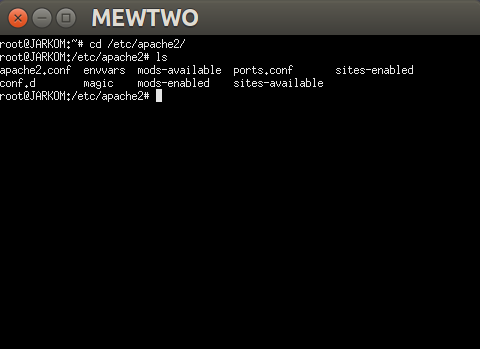 MEWTWO
root@JARKOM:~# cd /etc/apache2/
root@JARKOM:/etc/apache2# ls
apache2.conf  envvars  mods-available  ports.conf       sites-enabled
conf.d        magic    mods-enabled    sites-available
root@JARKOM:/etc/apache2#